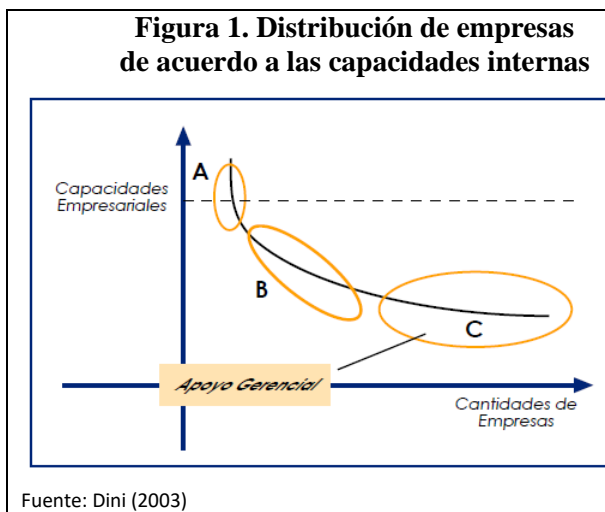 Figura 1. Distribución de empresas
de acuerdo a las capacidades internas
A
Capacidades
Empresariales
B
C
Apoyo Gerencial
Cantidades de
Empresas
Fuente: Dini (2003)